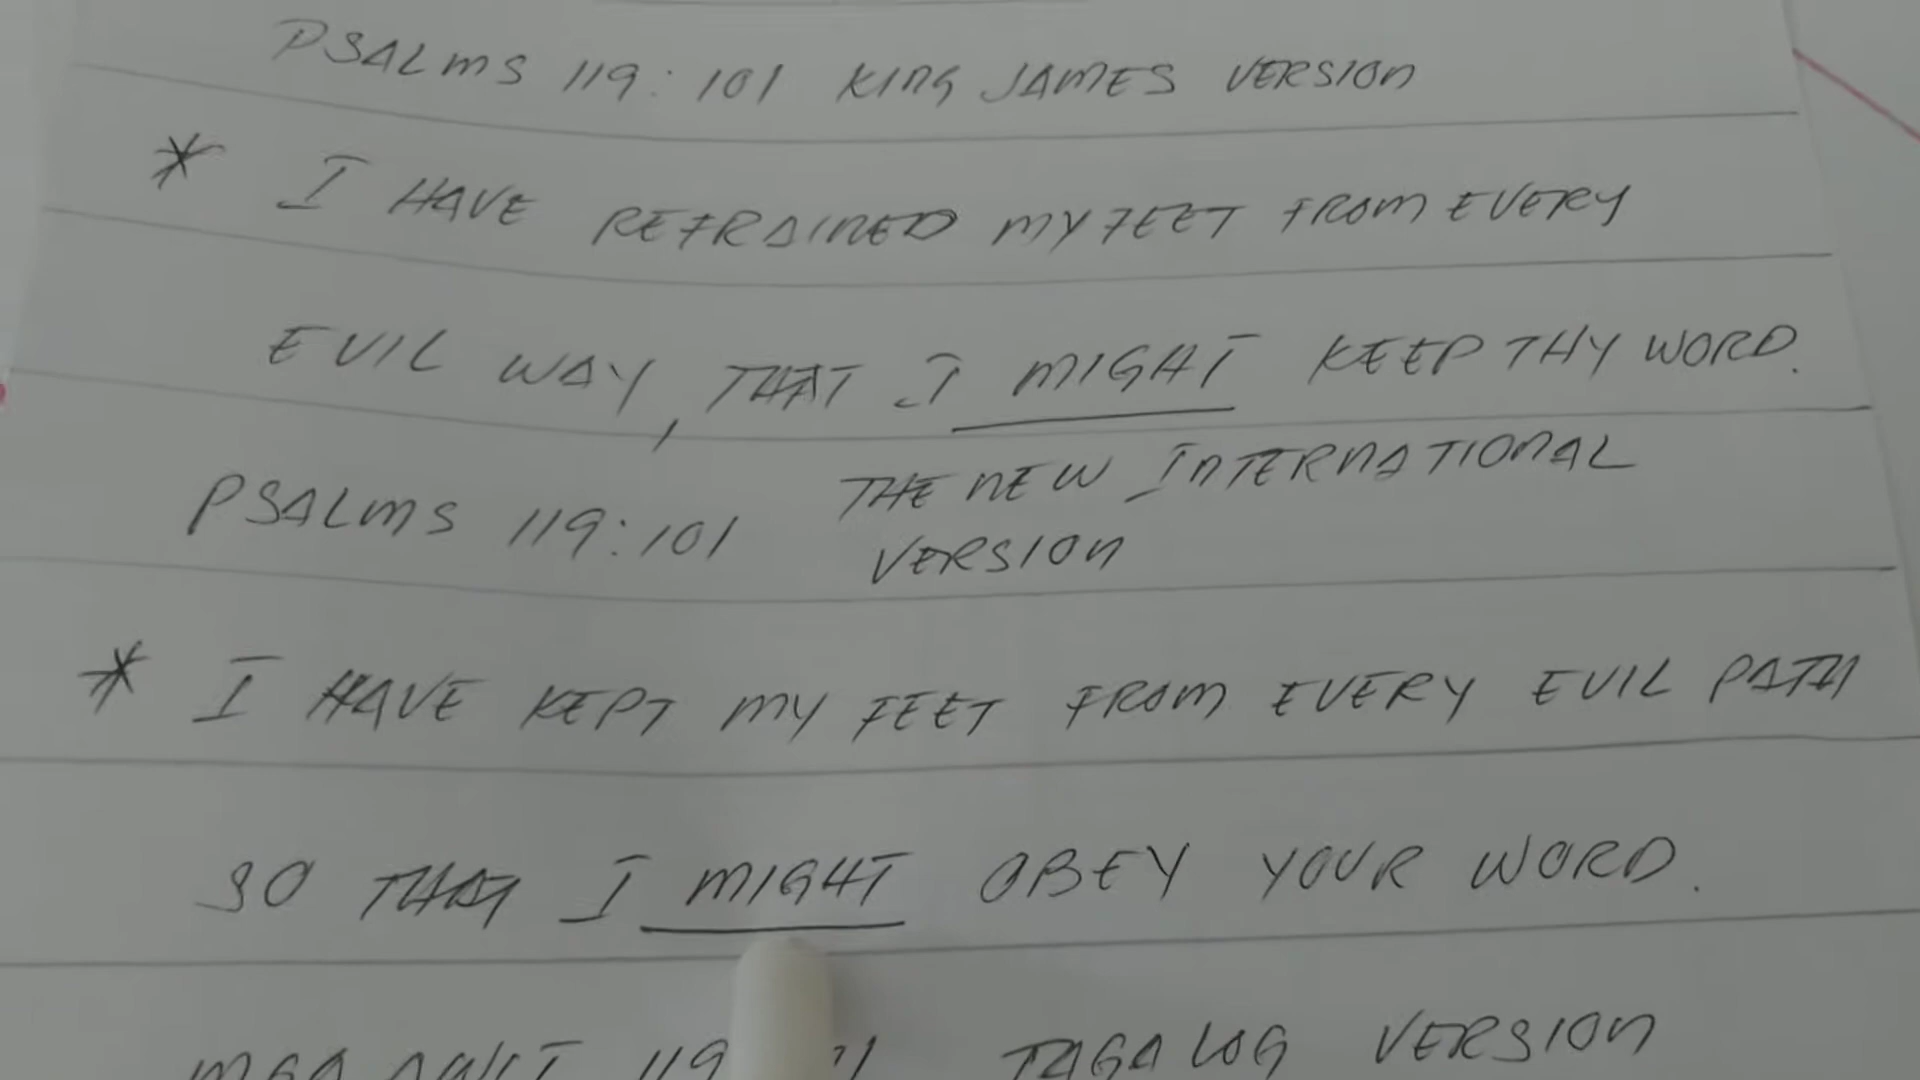 PSALMS 119:101 KING JAMES VERSION
* I HAVE REFRAINED MY FEET FROM EVERY
EVIL WAY, THAT I MIGHT KEEP THY WORD.
PSALMS 119:101 THE NEW INTERNATIONAL
VERSION
* I HAVE KEPT MY FEET FROM EVERY EVIL PATH
SO THAT I MIGHT OBEY YOUR WORD.
MGA AWIT 119 TAGALOG VERSION